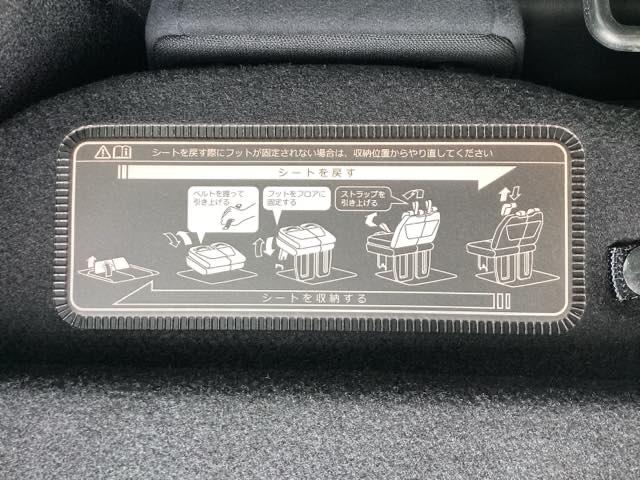 シートを戻す際にフットが固定されない場合は、収納位置からやり直してください
シートを戻す
ベルトを握って
引き上げる
フットをフロアに
固定する
ストラップを
引き上げる
シートを収納する